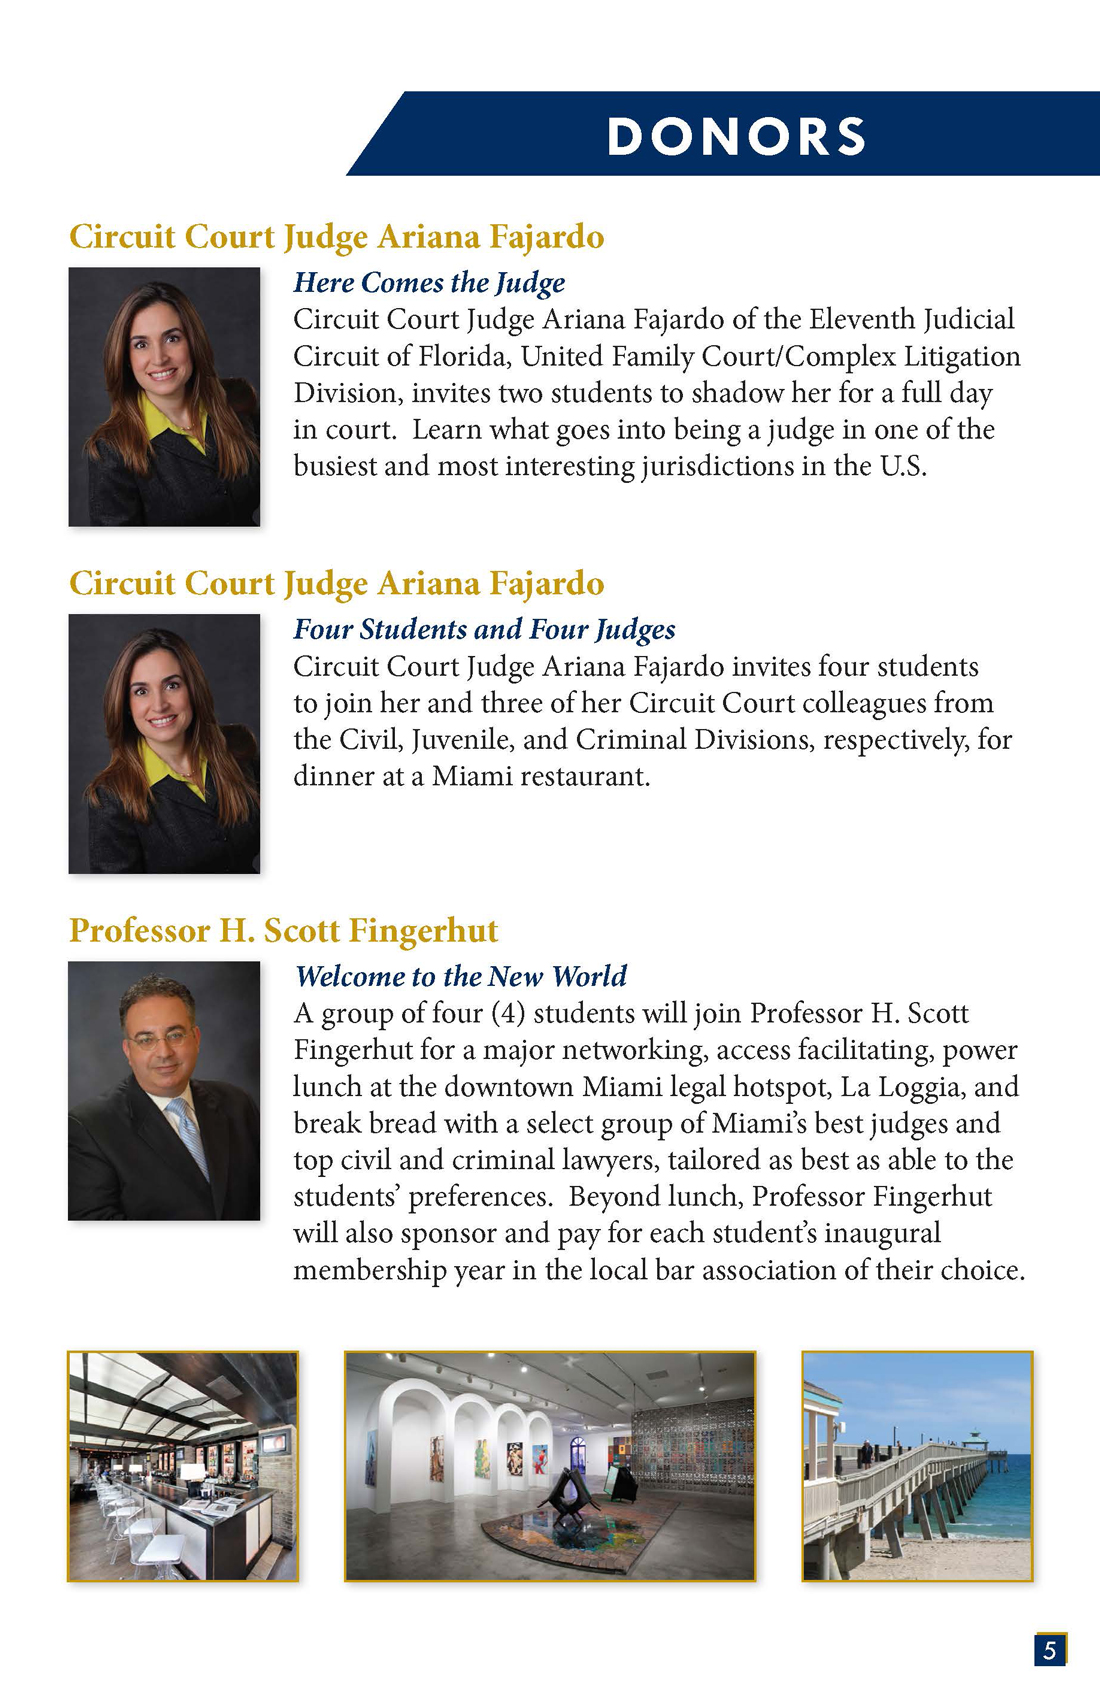 DONORS
Circuit Court Judge Ariana Fajardo
Here Comes the Judge
Circuit Court Judge Ariana Fajardo of the Eleventh Judicial
Circuit of Florida, United Family Court/Complex Litigation
Division, invites two students to shadow her for a full day
in court.  Learn what goes into being a judge in one of the
busiest and most interesting jurisdictions in the U.S.
Circuit Court Judge Ariana Fajardo
Four Students and Four Judges
Circuit Court Judge Ariana Fajardo invites four students
to join her and three of her Circuit Court colleagues from
the Civil, Juvenile, and Criminal Divisions, respectively, for
dinner at a Miami restaurant.
Professor H. Scott Fingerhut
Welcome to the New World
A group of four (4) students will join Professor H. Scott
Fingerhut for a major networking, access facilitating, power
lunch at the downtown Miami legal hotspot, La Loggia, and
break bread with a select group of Miami’s best judges and
top civil and criminal lawyers, tailored as best as able to the
students’ preferences.  Beyond lunch, Professor Fingerhut
will also sponsor and pay for each student’s inaugural
membership year in the local bar association of their choice.
5